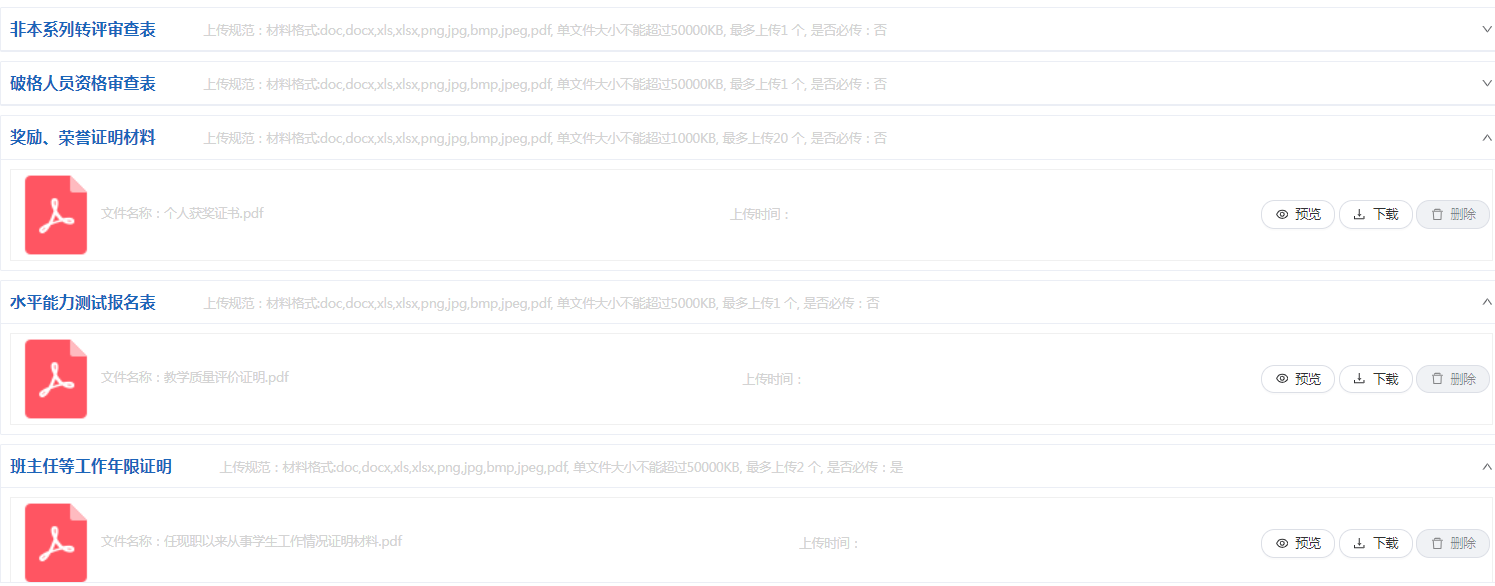 非本系列转评审查表 上传规范：材料格式:doc,docx,xls,xlsx,png,jpg,bmp,jpeg,pdf, 单文件大小不能超过50000KB, 最多上传1 个, 是否必传：否
破格人员资格审查表 上传规范：材料格式:doc,docx,xls,xlsx,png,jpg,bmp,jpeg,pdf, 单文件大小不能超过50000KB, 最多上传1 个, 是否必传：否
奖励、荣誉证明材料 上传规范：材料格式:doc,docx,xls,xlsx,png,jpg,bmp,jpeg,pdf, 单文件大小不能超过1000KB, 最多上传20 个, 是否必传：否
文件名称：个人获奖证书.pdf 上传时间： 预览 下载 删除
水平能力测试报名表 上传规范：材料格式:doc,docx,xls,xlsx,png,jpg,bmp,jpeg,pdf, 单文件大小不能超过5000KB, 最多上传1 个, 是否必传：否
文件名称：教学质量评价证明.pdf 上传时间： 预览 下载 删除
班主任等工作年限证明 上传规范：材料格式:doc,docx,xls,xlsx,png,jpg,bmp,jpeg,pdf, 单文件大小不能超过50000KB, 最多上传2 个, 是否必传：是
文件名称：任现职以来从事学生工作情况证明材料.pdf 上传时间： 预览 下载 删除